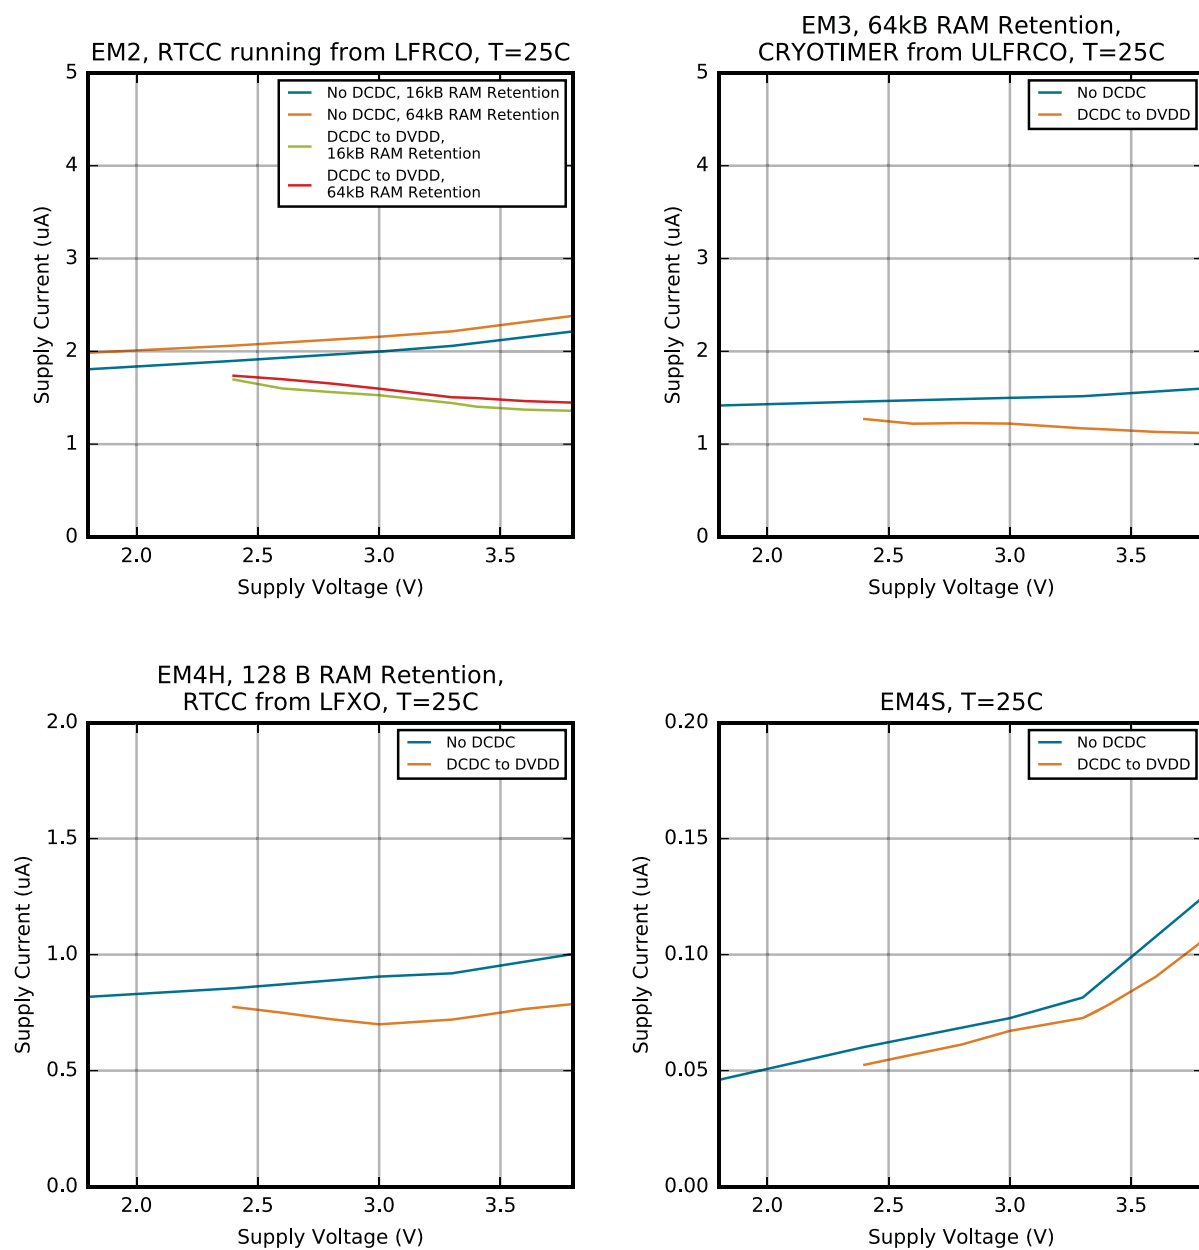 EM2, RTCC running from LFRCO, T=25C
5
4
3
2
1
0
Supply Current (uA)
No DCDC, 16kB RAM Retention
No DCDC, 64kB RAM Retention
DCDC to DVDD,
16kB RAM Retention
DCDC to DVDD,
64kB RAM Retention
2.0 2.5 3.0 3.5
Supply Voltage (V)
EM3, 64kB RAM Retention,
CRYOTIMER from ULFRCO, T=25C
5
4
3
2
1
0
Supply Current (uA)
No DCDC
DCDC to DVDD
2.0 2.5 3.0 3.5
Supply Voltage (V)
EM4H, 128 B RAM Retention,
RTCC from LFXO, T=25C
2.0
1.5
1.0
0.5
0.0
Supply Current (uA)
No DCDC
DCDC to DVDD
2.0 2.5 3.0 3.5
Supply Voltage (V)
EM4S, T=25C
0.20
0.15
0.10
0.05
0.00
Supply Current (uA)
No DCDC
DCDC to DVDD
2.0 2.5 3.0 3.5
Supply Voltage (V)